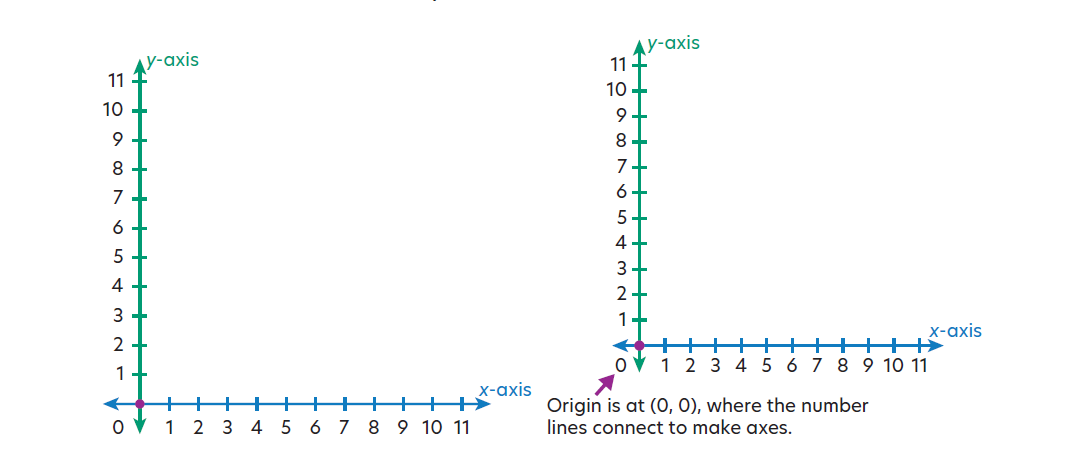 y-axis
11
10
9
8
7
6
5
4
3
2
1
x-axis
0 1 2 3 4 5 6 7 8 9 10 11
y-axis
11
10
9
8
7
6
5
4
3
2
1
x-axis
0 1 2 3 4 5 6 7 8 9 10 11
Origin is at (0, 0), where the number
lines connect to make axes.